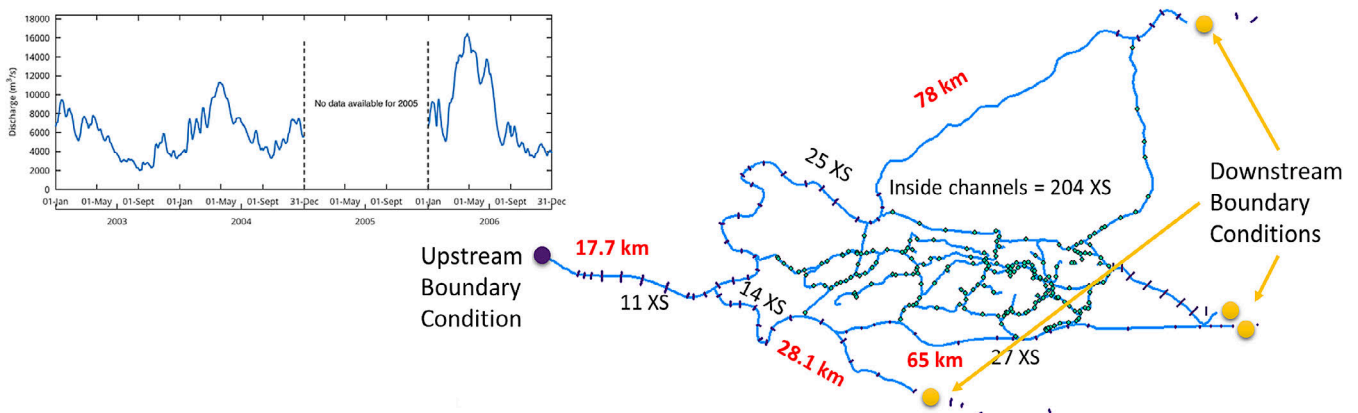 18000
16000
14000
12000
10000
8000
6000
4000
2000
0
Discharge (m³/s)
No data available for 2005
01-Jan 01-May 01-Sept 01-Jan 01-May 01-Sept 31-Dec 01-May 01-Sept 01-Jan 01-May 01-Sept 31-Dec
2003 2004 2005 2006
78 km
25 XS
Inside channels = 204 XS
Downstream
Boundary
Conditions
Upstream
Boundary
Condition
17.7 km
11 XS
14 XS
28.1 km
65 km
27 XS